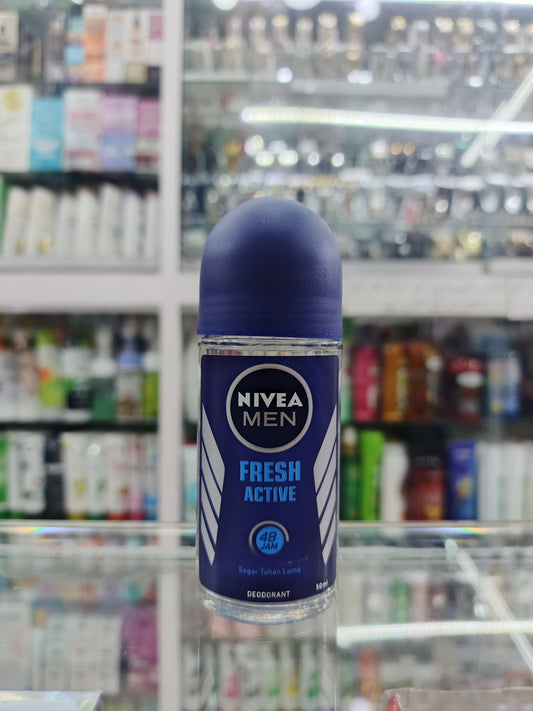 NIVEA
MEN
FRESH
ACTIVE
48
JAM
Segar Tahan Lama
DEODORANT
50 mL